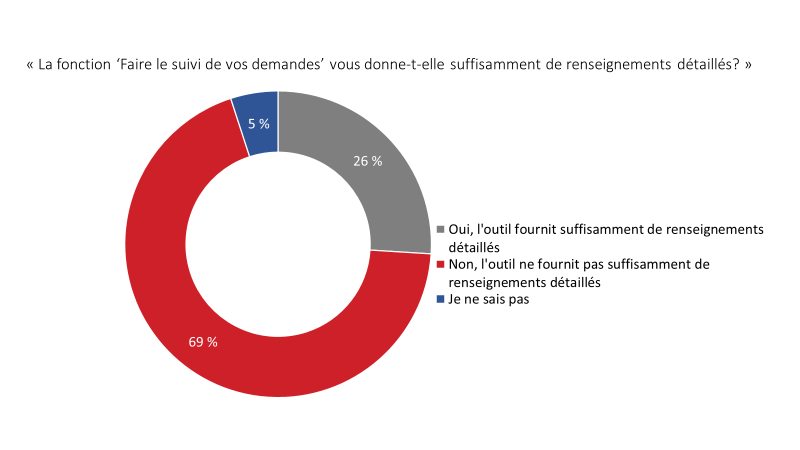 « La fonction ‘Faire le suivi de vos demandes’ vous donne-t-elle suffisamment de renseignements détaillés? »
5 %
26 %
Oui, l'outil fournit suffisamment de renseignements
détaillés
Non, l'outil ne fournit pas suffisamment de
renseignements détaillés
Je ne sais pas
69 %